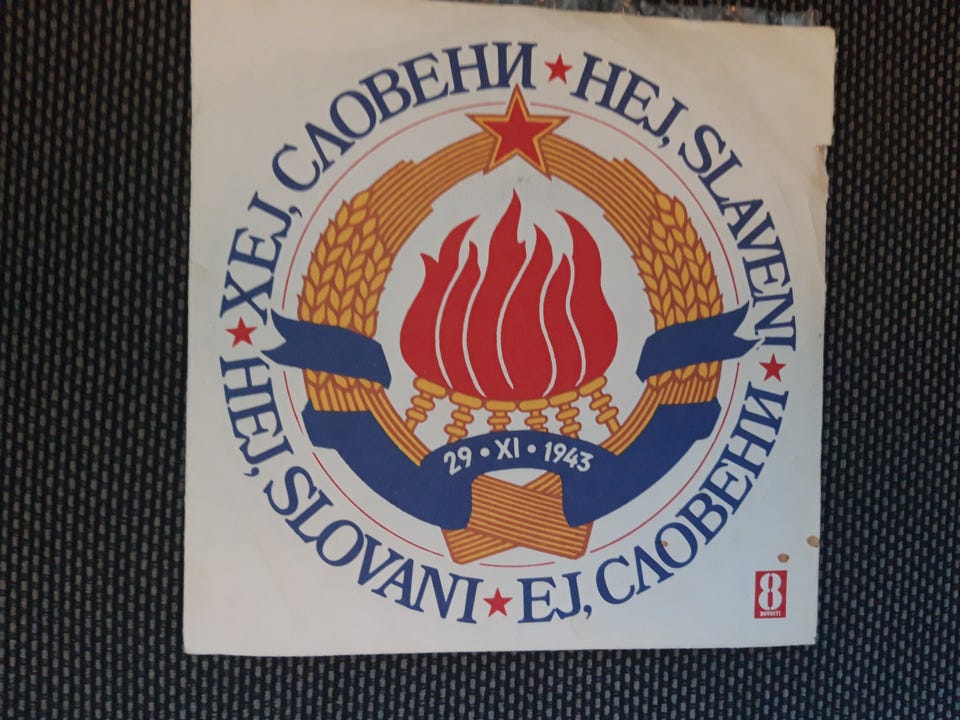 ХЕЈ, СЛОВЕНИ ★ HEJ, SLAVENI ★ ЕЈ, СЛОВЕНИ ★ HEJ, SLOVANI ★
29 • XI • 1943
8